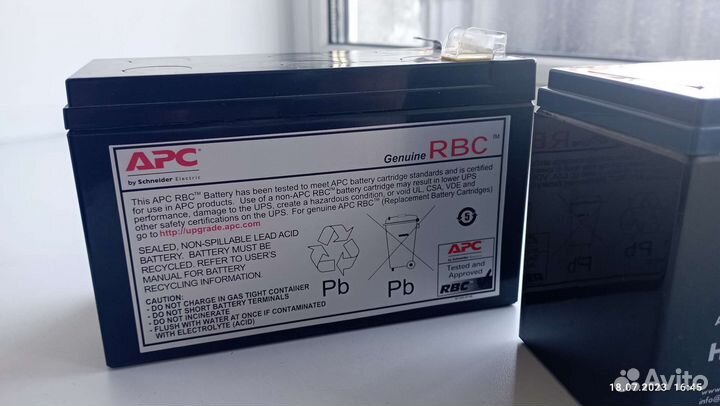 APC
by Schneider Electric
Genuine RBC™
This APC RBC™ Battery has been tested to meet APC battery cartridge standards and is certified
for use in APC products. Use of a non-APC RBC™ battery cartridge may result in lower UPS
performance, damage to the UPS, create a hazardous condition, or void UL, CSA, VDE and
other safety certifications on the UPS. For genuine APC RBC™ (Replacement Battery Cartridges)
go to http://upgrade.apc.com
SEALED, NON-SPILLABLE LEAD ACID
BATTERY. BATTERY MUST BE
RECYCLED. REFER TO USER'S
MANUAL FOR BATTERY
RECYCLING INFORMATION.
CAUTION:
- DO NOT CHARGE IN GAS TIGHT CONTAINER
- DO NOT SHORT BATTERY TERMINALS
- DO NOT INCINERATE
- FLUSH WITH WATER AT ONCE IF CONTAMINATED
WITH ELECTROLYTE (ACID)
Pb
Pb
5
APC
Tested and
Approved
RBC
www
info@
18.07.2023 16:45
Avito